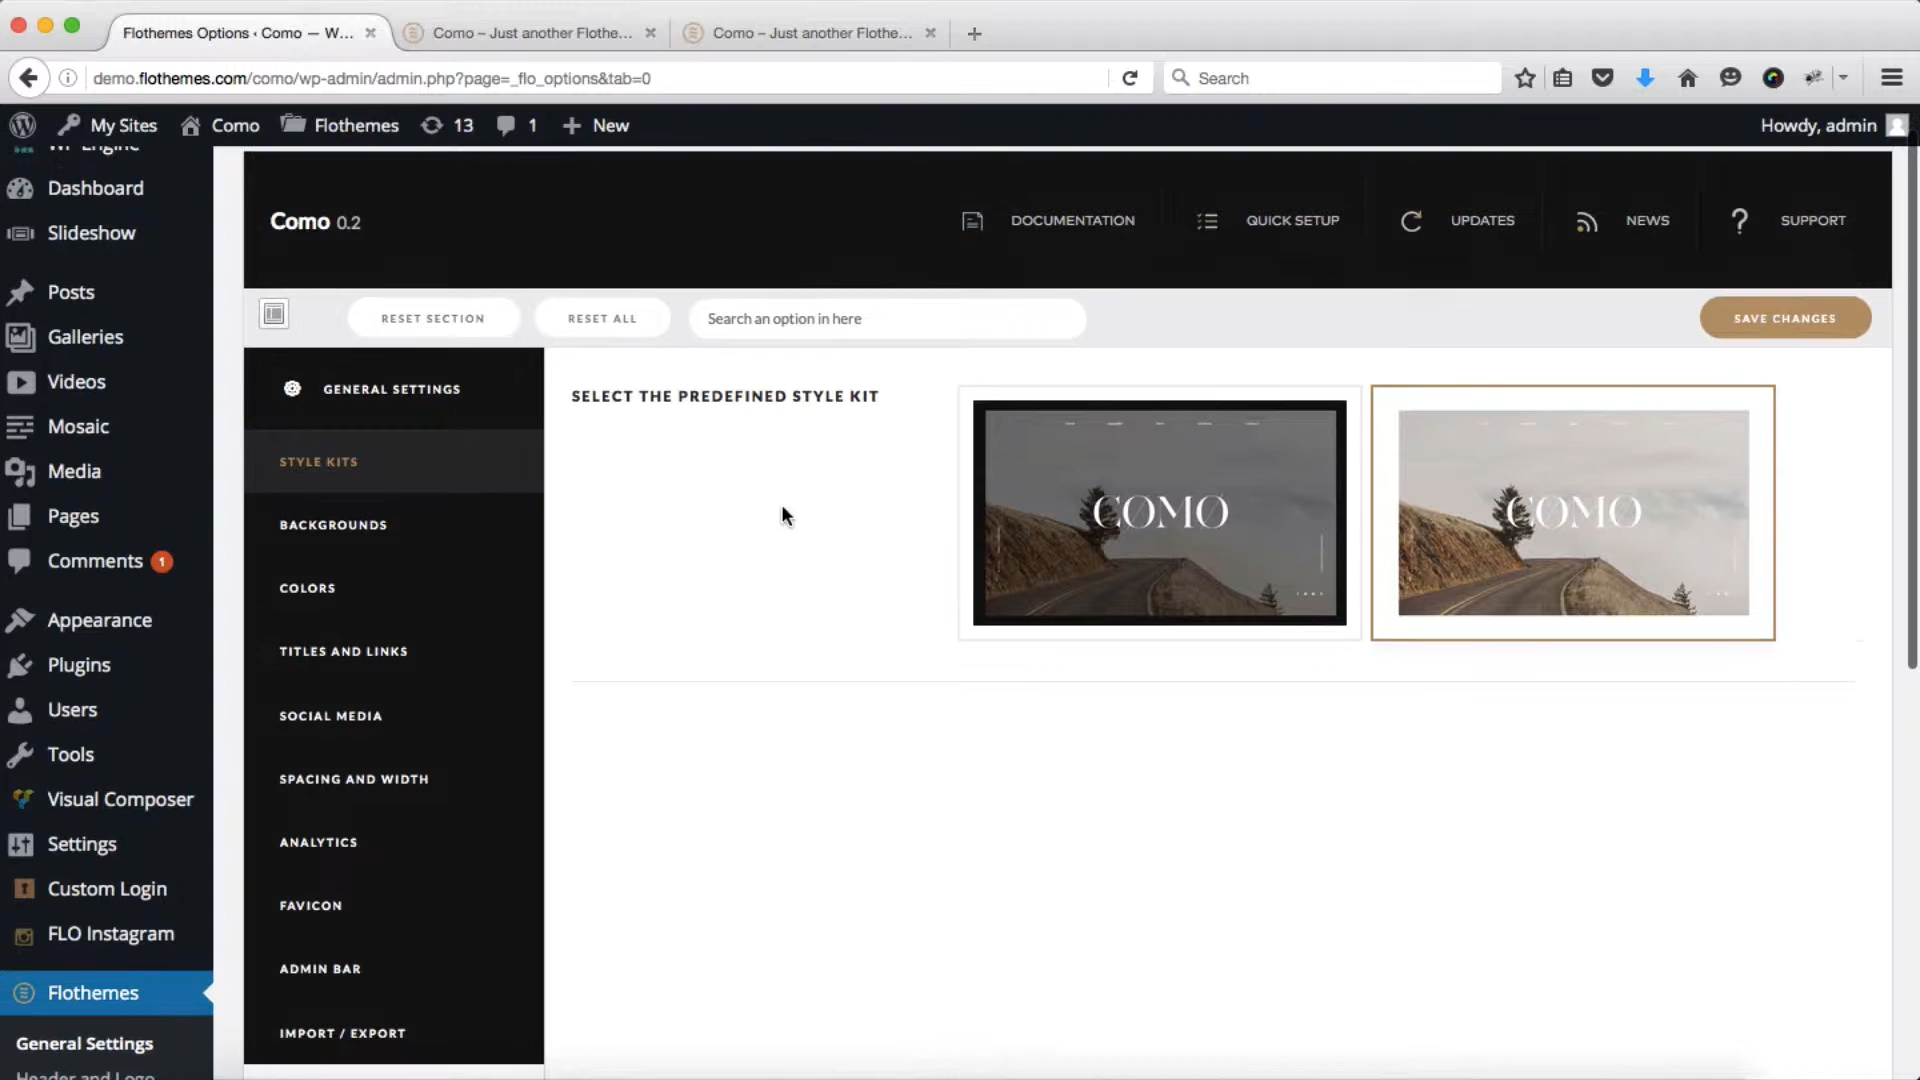 Flothemes Options ‹ Como — W...
Como – Just another Flothe...
Como – Just another Flothe...
demo.flothemes.com/como/wp-admin/admin.php?page=_flo_options&tab=0
Search
My Sites
Como
Flothemes
13
1
New
Howdy, admin
WP Engine
Dashboard
Slideshow
Posts
Galleries
Videos
Mosaic
Media
Pages
Comments 1
Appearance
Plugins
Users
Tools
Visual Composer
Settings
Custom Login
FLO Instagram
Flothemes
General Settings
Header and Logo
Como 0.2
DOCUMENTATION
QUICK SETUP
UPDATES
NEWS
SUPPORT
RESET SECTION
RESET ALL
Search an option in here
SAVE CHANGES
GENERAL SETTINGS
STYLE KITS
BACKGROUNDS
COLORS
TITLES AND LINKS
SOCIAL MEDIA
SPACING AND WIDTH
ANALYTICS
FAVICON
ADMIN BAR
IMPORT / EXPORT
SELECT THE PREDEFINED STYLE KIT
COMO
COMO